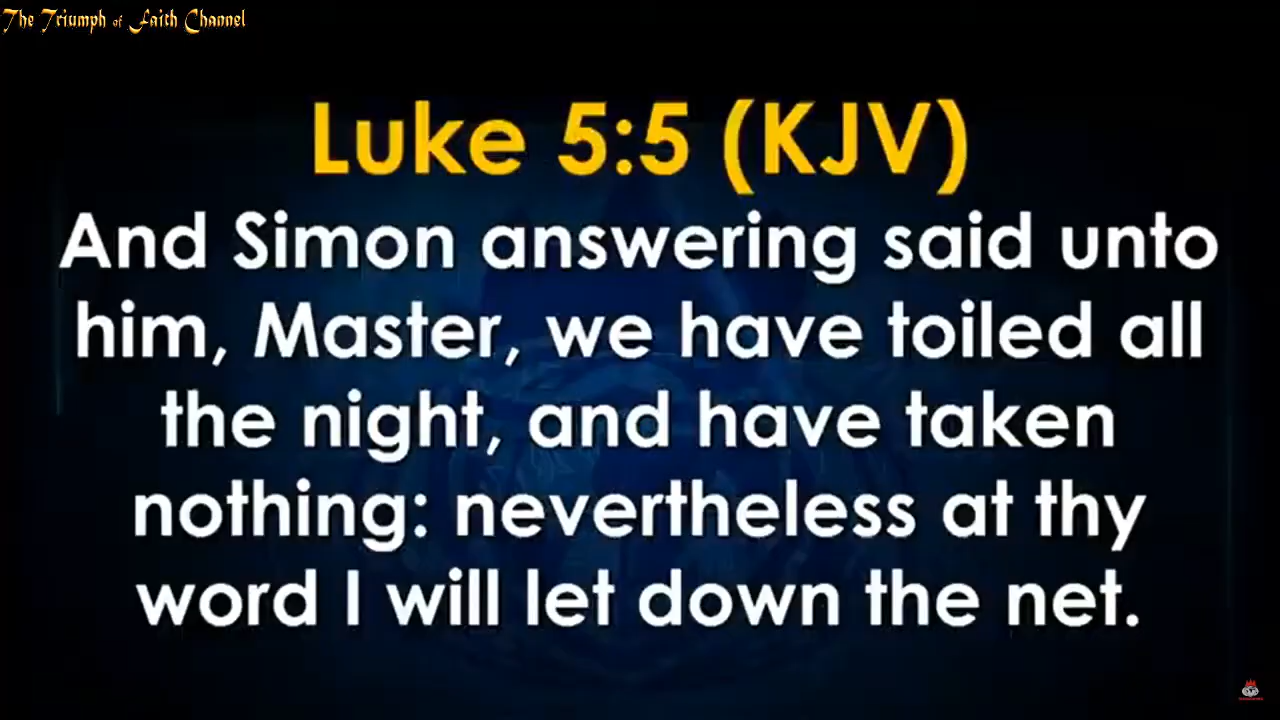 The Triumph of Faith Channel
Luke 5:5 (KJV)
And Simon answering said unto
him, Master, we have toiled all
the night, and have taken
nothing: nevertheless at thy
word I will let down the net.